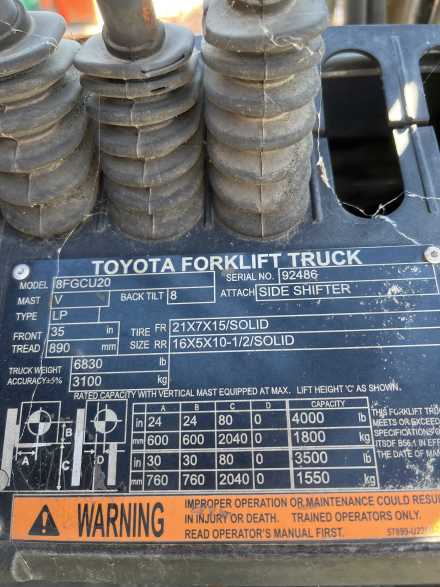 TOYOTA FORKLIFT TRUCK
MODEL 8FGCU20 SERIAL NO. 92486
MAST V BACK TILT 8 ATTACH SIDE SHIFTER
TYPE LP
FRONT TREAD 35 in TIRE SIZE FR 21X7X15/SOLID
890 mm RR 16X5X10-1/2/SOLID
TRUCK WEIGHT 6830 lb
ACCURACY±5% 3100 kg
RATED CAPACITY WITH VERTICAL MAST EQUIPPED AT MAX. LIFT HEIGHT 'C' AS SHOWN.
A B C D CAPACITY
in 24 24 80 0 4000 lb
mm 600 600 2040 0 1800 kg
in 30 30 80 0 3500 lb
mm 760 760 2040 0 1550 kg
A B C D
THIS FORKLIFT
MEETS OR EXCEED
SPECIFICATION
THE DATE OF
WARNING
IMPROPER OPERATION OR MAINTENANCE COULD
IN INJURY OR DEATH. TRAINED OPERATORS ONLY.
READ OPERATOR'S MANUAL FIRST.